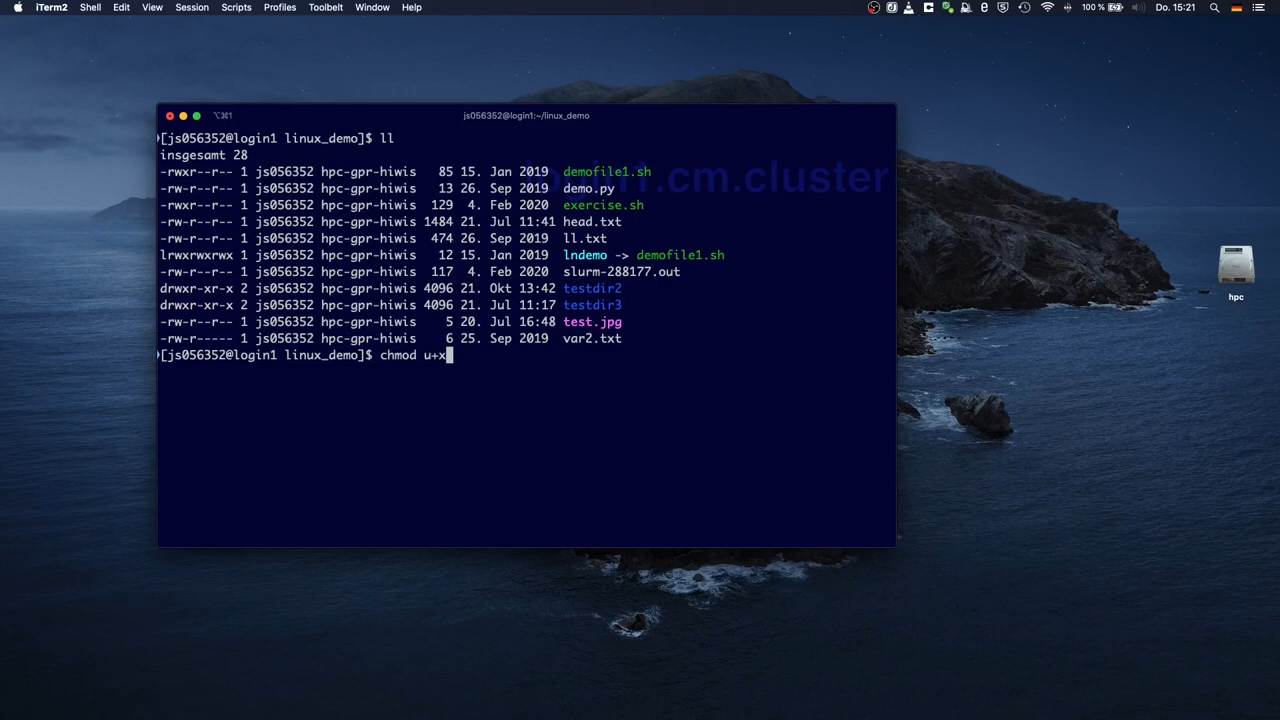 iTerm2 Shell Edit View Session Scripts Profiles Toolbelt Window Help 100 % Do. 15:21
⌥⌘1 js056352@login1:~/linux_demo
login1.cm.cluster
[js056352@login1 linux_demo]$ ll
insgesamt 28
-rwxr--r-- 1 js056352 hpc-gpr-hiwis 85 15. Jan 2019 demofile1.sh
-rw-r--r-- 1 js056352 hpc-gpr-hiwis 13 26. Sep 2019 demo.py
-rwxr--r-- 1 js056352 hpc-gpr-hiwis 129 4. Feb 2020 exercise.sh
-rw-r--r-- 1 js056352 hpc-gpr-hiwis 1484 21. Jul 11:41 head.txt
-rw-r--r-- 1 js056352 hpc-gpr-hiwis 474 26. Sep 2019 ll.txt
lrwxrwxrwx 1 js056352 hpc-gpr-hiwis 12 15. Jan 2019 lndemo -> demofile1.sh
-rw-r--r-- 1 js056352 hpc-gpr-hiwis 117 4. Feb 2020 slurm-288177.out
drwxr-xr-x 2 js056352 hpc-gpr-hiwis 4096 21. Okt 13:42 testdir2
drwxr-xr-x 2 js056352 hpc-gpr-hiwis 4096 21. Jul 11:17 testdir3
-rw-r--r-- 1 js056352 hpc-gpr-hiwis 5 20. Jul 16:48 test.jpg
-rw-r----- 1 js056352 hpc-gpr-hiwis 6 25. Sep 2019 var2.txt
[js056352@login1 linux_demo]$ chmod u+x
hpc